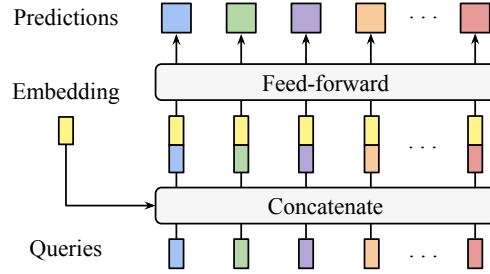 Predictions
. . .
Feed-forward
Embedding
. . .
Concatenate
Queries
. . .